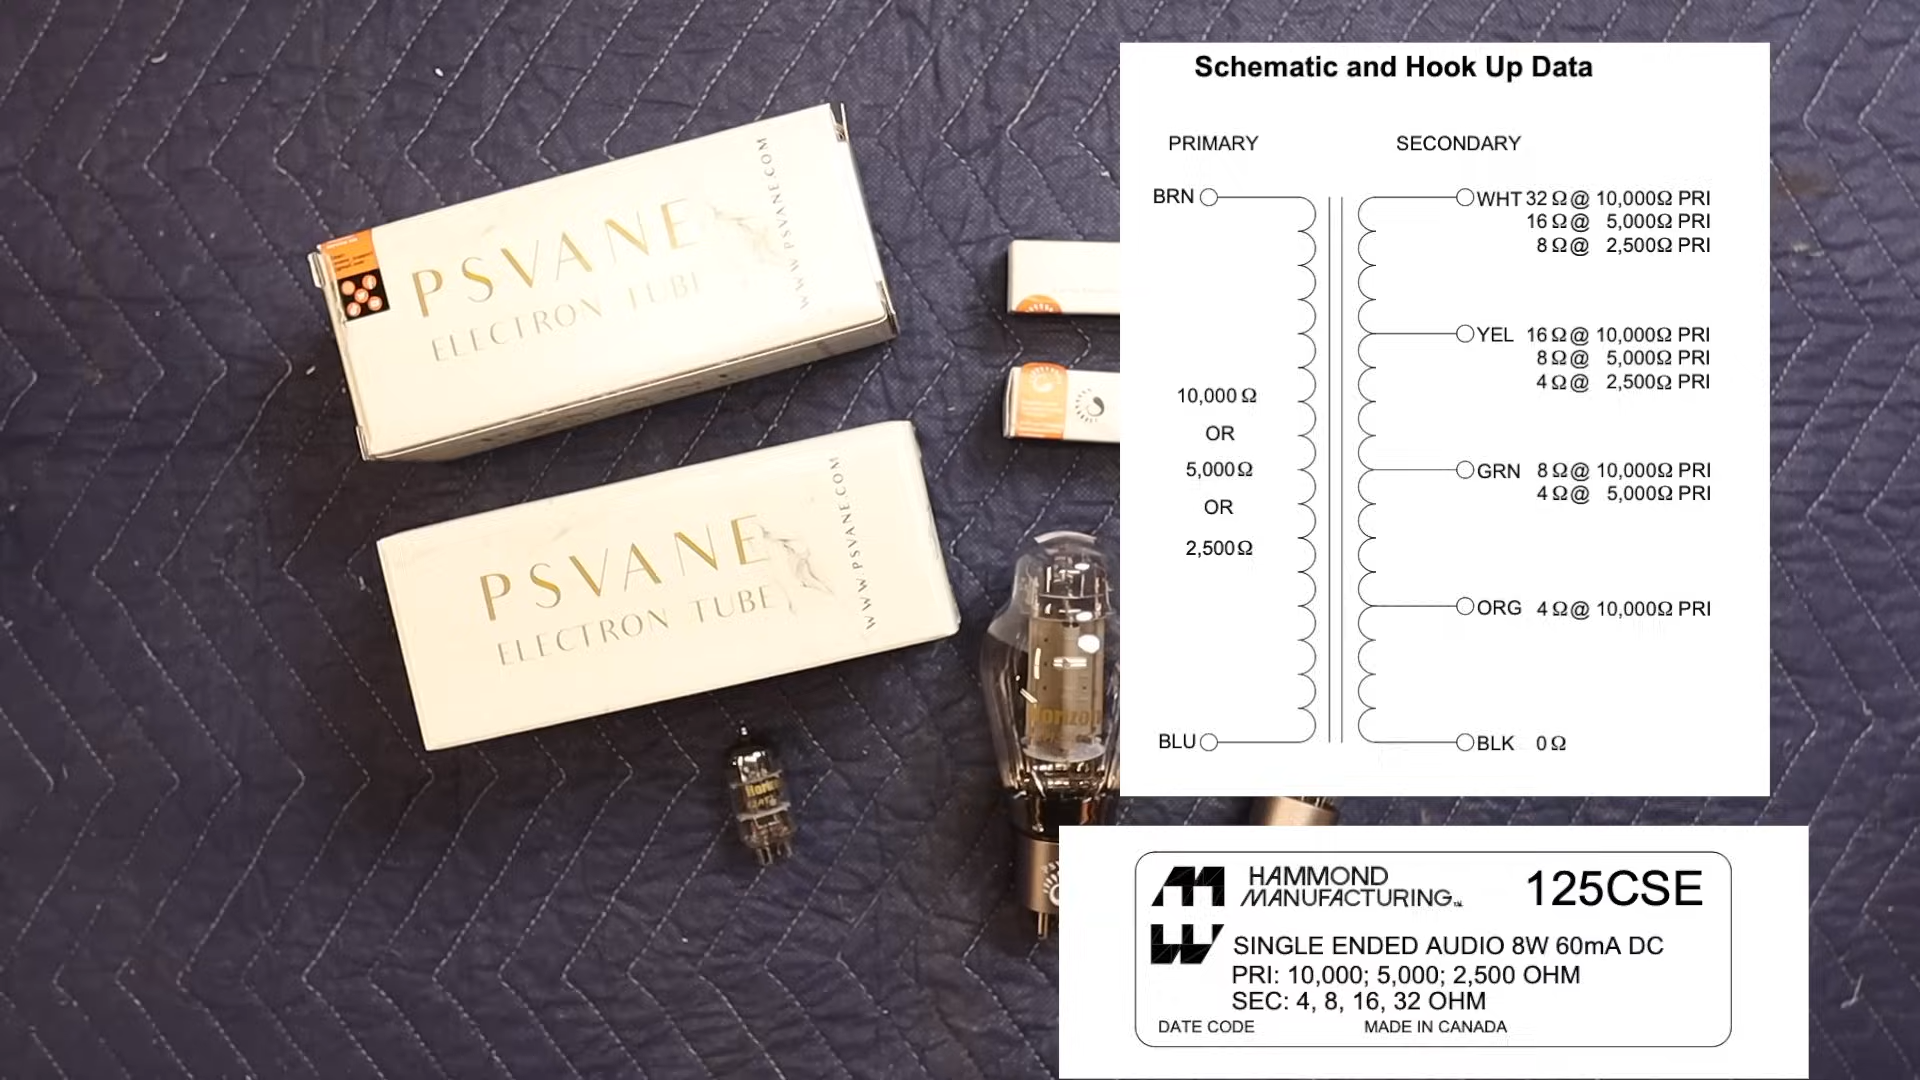 PSVANE
ELECTRON TUBE
WWW.PSVANE.COM
PSVANE
ELECTRON TUBE
WWW.PSVANE.COM
Horizon
Schematic and Hook Up Data
PRIMARY
SECONDARY
BRN
WHT 32 Ω @ 10,000Ω PRI
16 Ω @ 5,000Ω PRI
8 Ω @ 2,500Ω PRI
YEL 16 Ω @ 10,000Ω PRI
8 Ω @ 5,000Ω PRI
4 Ω @ 2,500Ω PRI
10,000 Ω
OR
5,000 Ω
OR
2,500 Ω
GRN 8 Ω @ 10,000Ω PRI
4 Ω @ 5,000Ω PRI
ORG 4 Ω @ 10,000Ω PRI
BLU
BLK 0 Ω
HAMMOND
MANUFACTURING™
125CSE
SINGLE ENDED AUDIO 8W 60mA DC
PRI: 10,000; 5,000; 2,500 OHM
SEC: 4, 8, 16, 32 OHM
DATE CODE
MADE IN CANADA